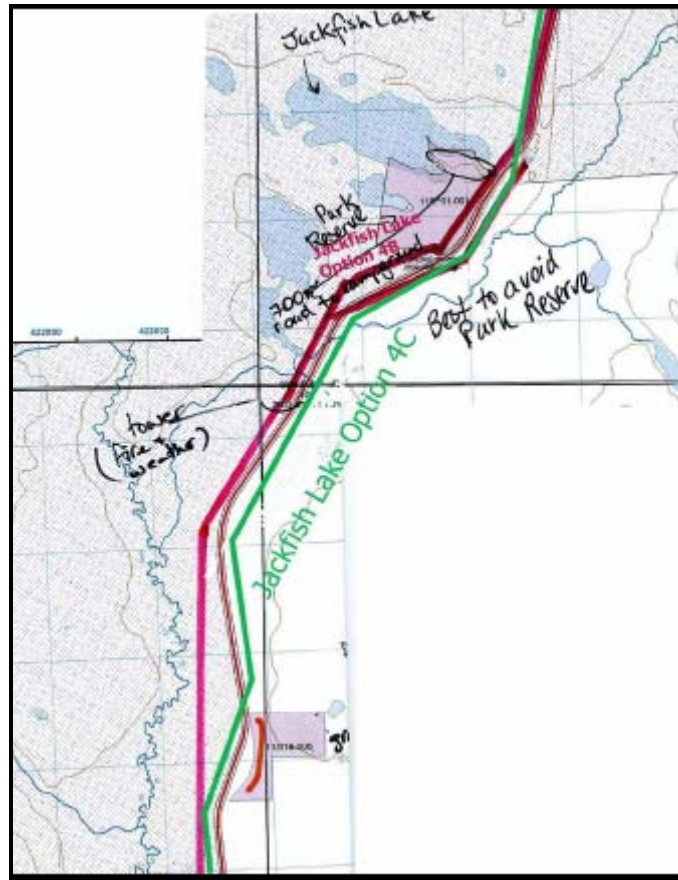 Jackfish Lake
Park
Reserve
Jackfish Lake
Option 4B
700m
road to campground
Best to avoid
Park Reserve
422000
423000
tower
(fire +
weather)
Jackfish Lake Option 4C